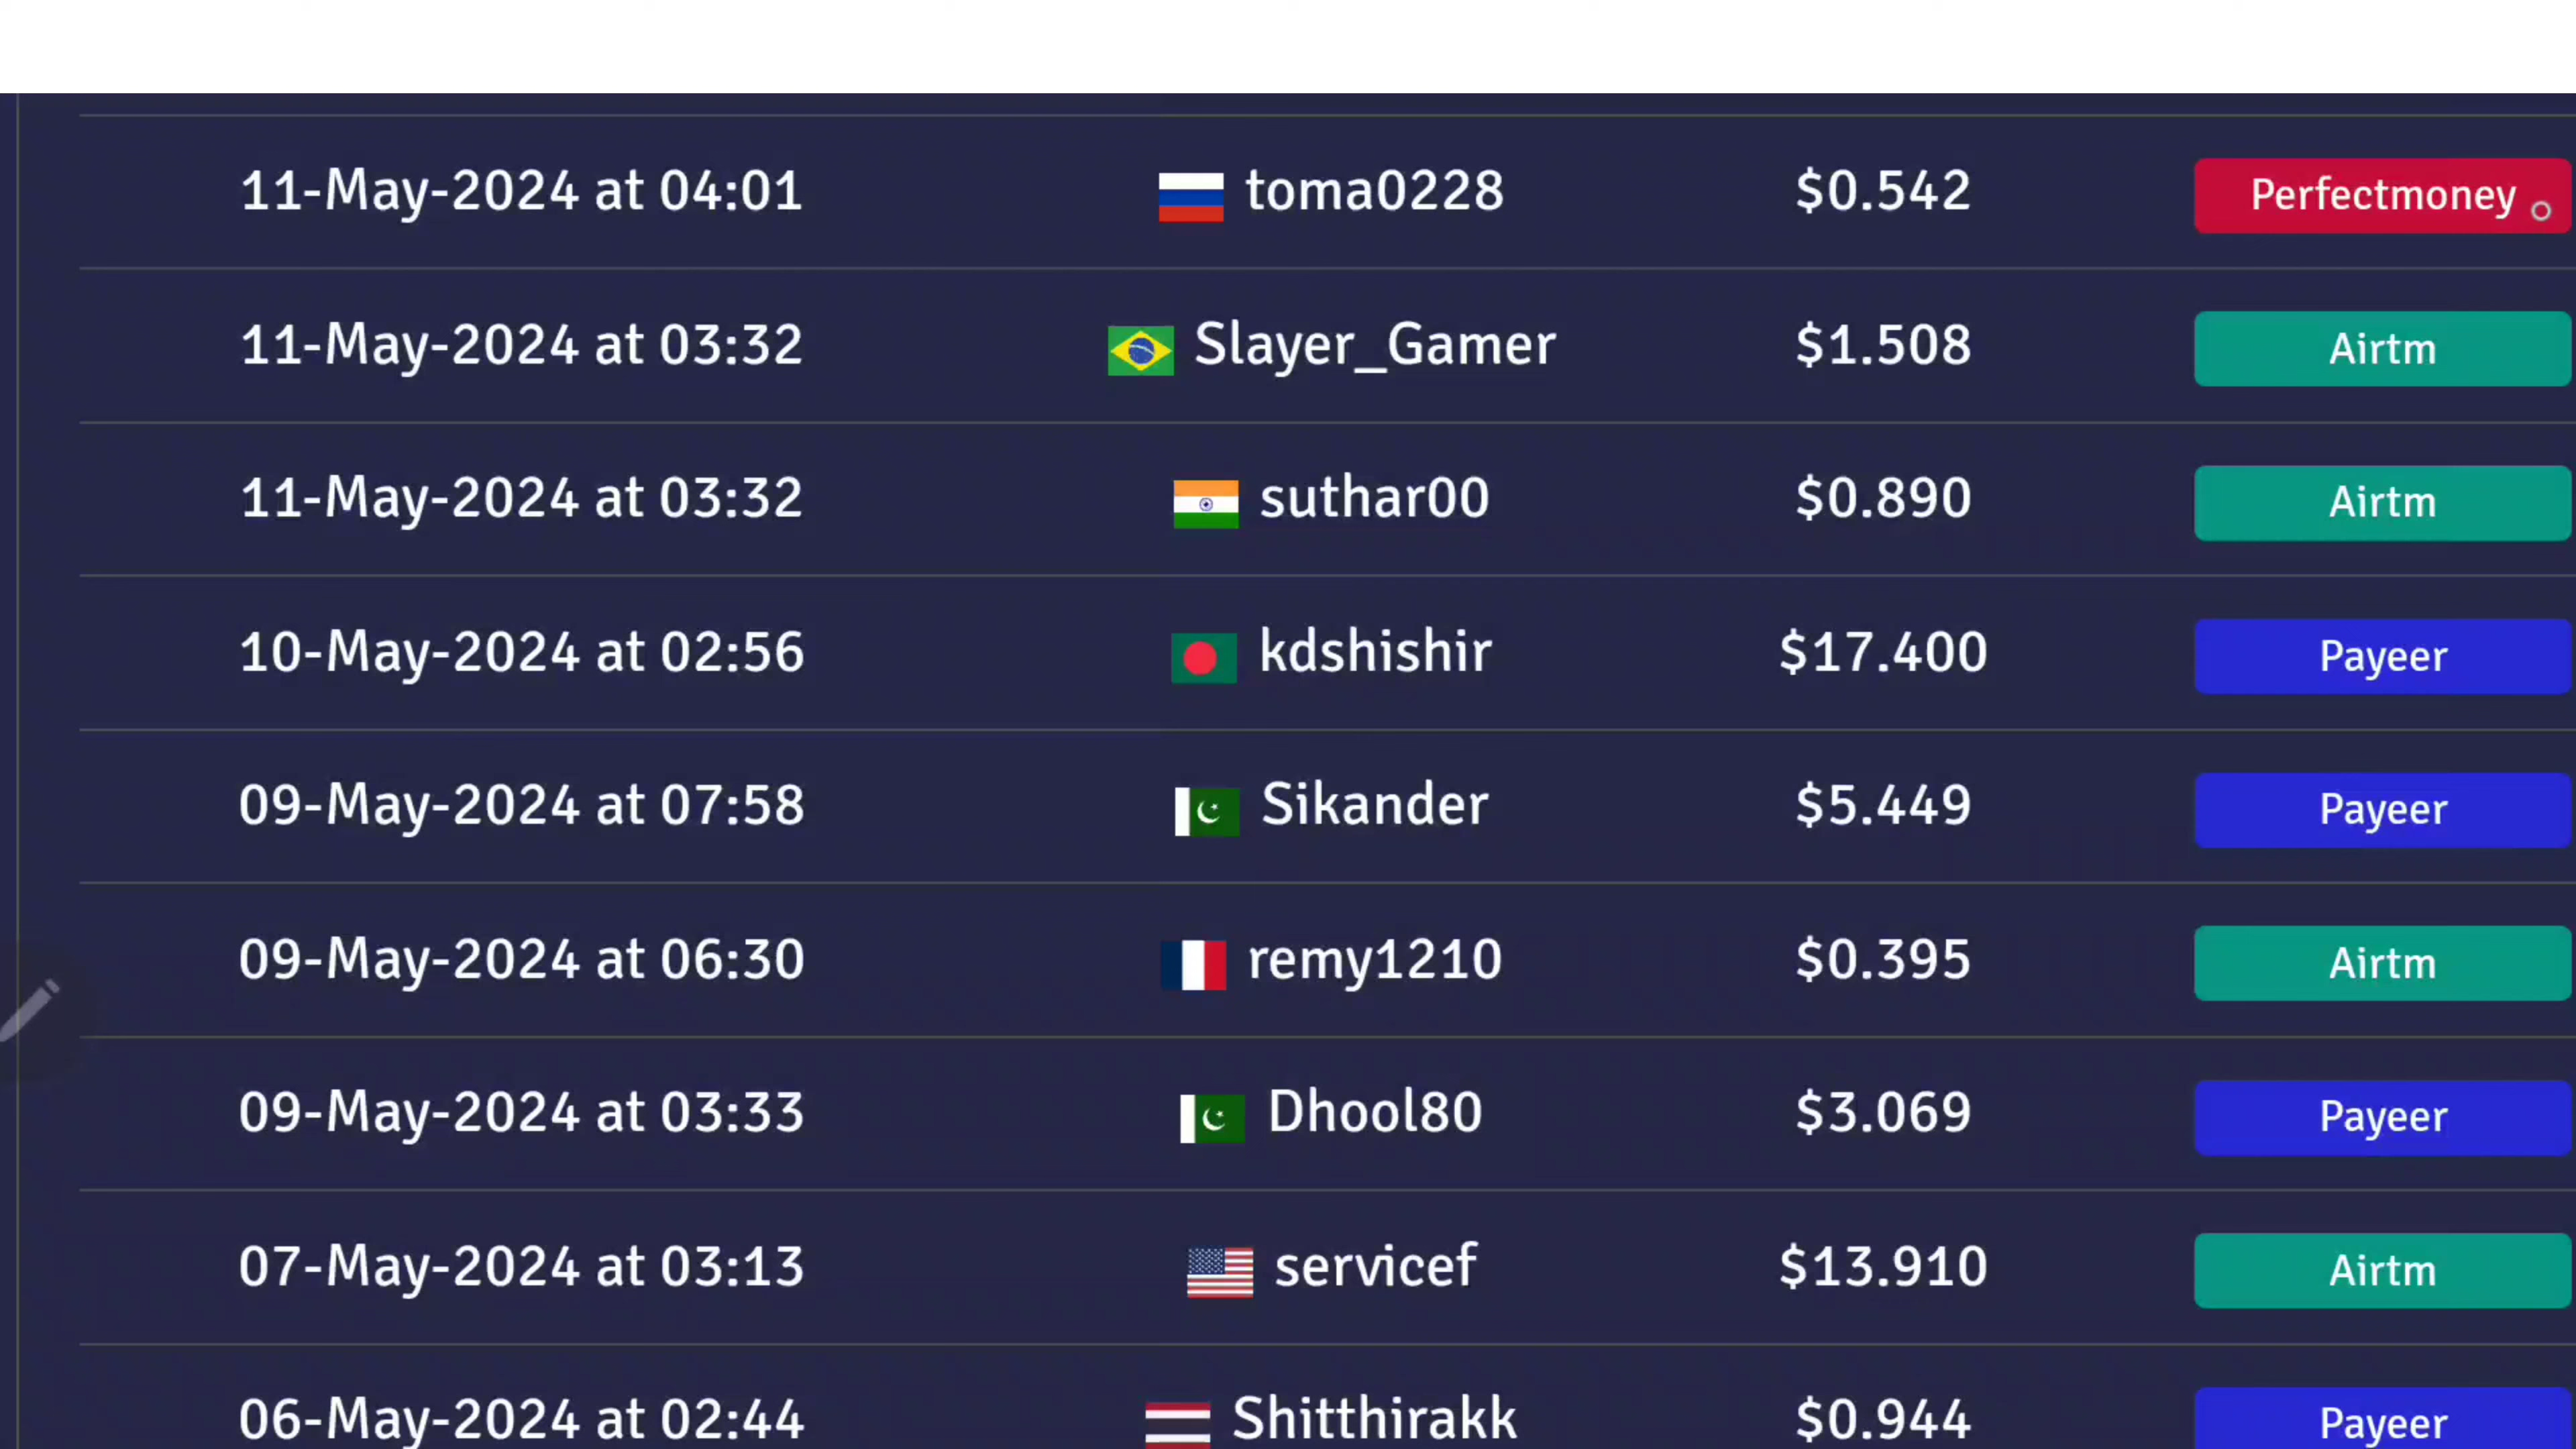 11-May-2024 at 04:01 toma0228 $0.542 Perfectmoney
11-May-2024 at 03:32 Slayer_Gamer $1.508 Airtm
11-May-2024 at 03:32 suthar00 $0.890 Airtm
10-May-2024 at 02:56 kdshishir $17.400 Payeer
09-May-2024 at 07:58 Sikander $5.449 Payeer
09-May-2024 at 06:30 remy1210 $0.395 Airtm
09-May-2024 at 03:33 Dhool80 $3.069 Payeer
07-May-2024 at 03:13 servicef $13.910 Airtm
06-May-2024 at 02:44 Shitthirakk $0.944 Payeer